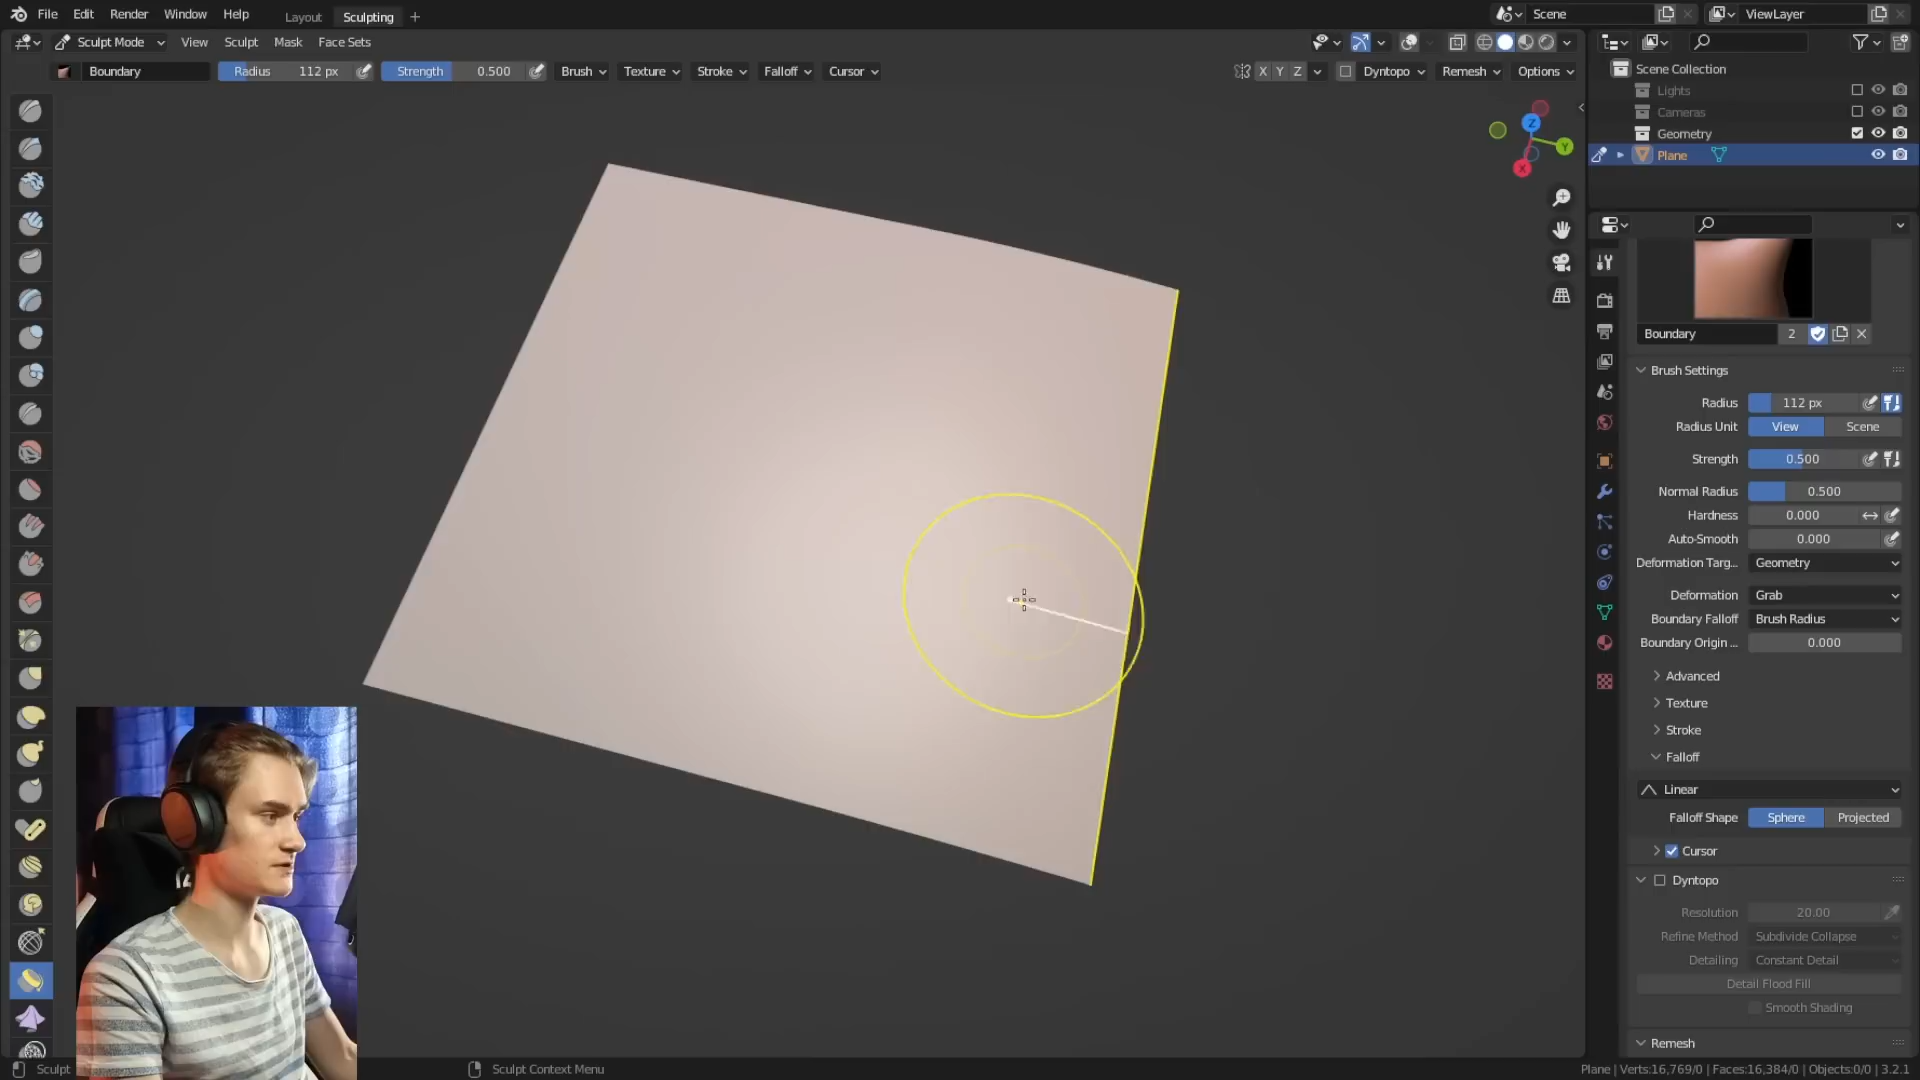 File Edit Render Window Help Layout Sculpting + Scene ViewLayer
Sculpt Mode View Sculpt Mask Face Sets
Boundary Radius 112 px Strength 0.500 Brush Texture Stroke Falloff Cursor X Y Z Dyntopo Remesh Options
Scene Collection
Lights
Cameras
Geometry
Plane
Z
Y
X
Boundary 2
Brush Settings
Radius 112 px
Radius Unit View Scene
Strength 0.500
Normal Radius 0.500
Hardness 0.000
Auto-Smooth 0.000
Deformation Targ... Geometry
Deformation Grab
Boundary Falloff Brush Radius
Boundary Origin ... 0.000
Advanced
Texture
Stroke
Falloff
Linear
Falloff Shape Sphere Projected
Cursor
Dyntopo
Resolution 20.00
Refine Method Subdivide Collapse
Detailing Constant Detail
Detail Flood Fill
Smooth Shading
Remesh
Sculpt Sculpt Context Menu Plane | Verts:16,769/0 | Faces:16,384/0 | Objects:0/0 | 3.2.1